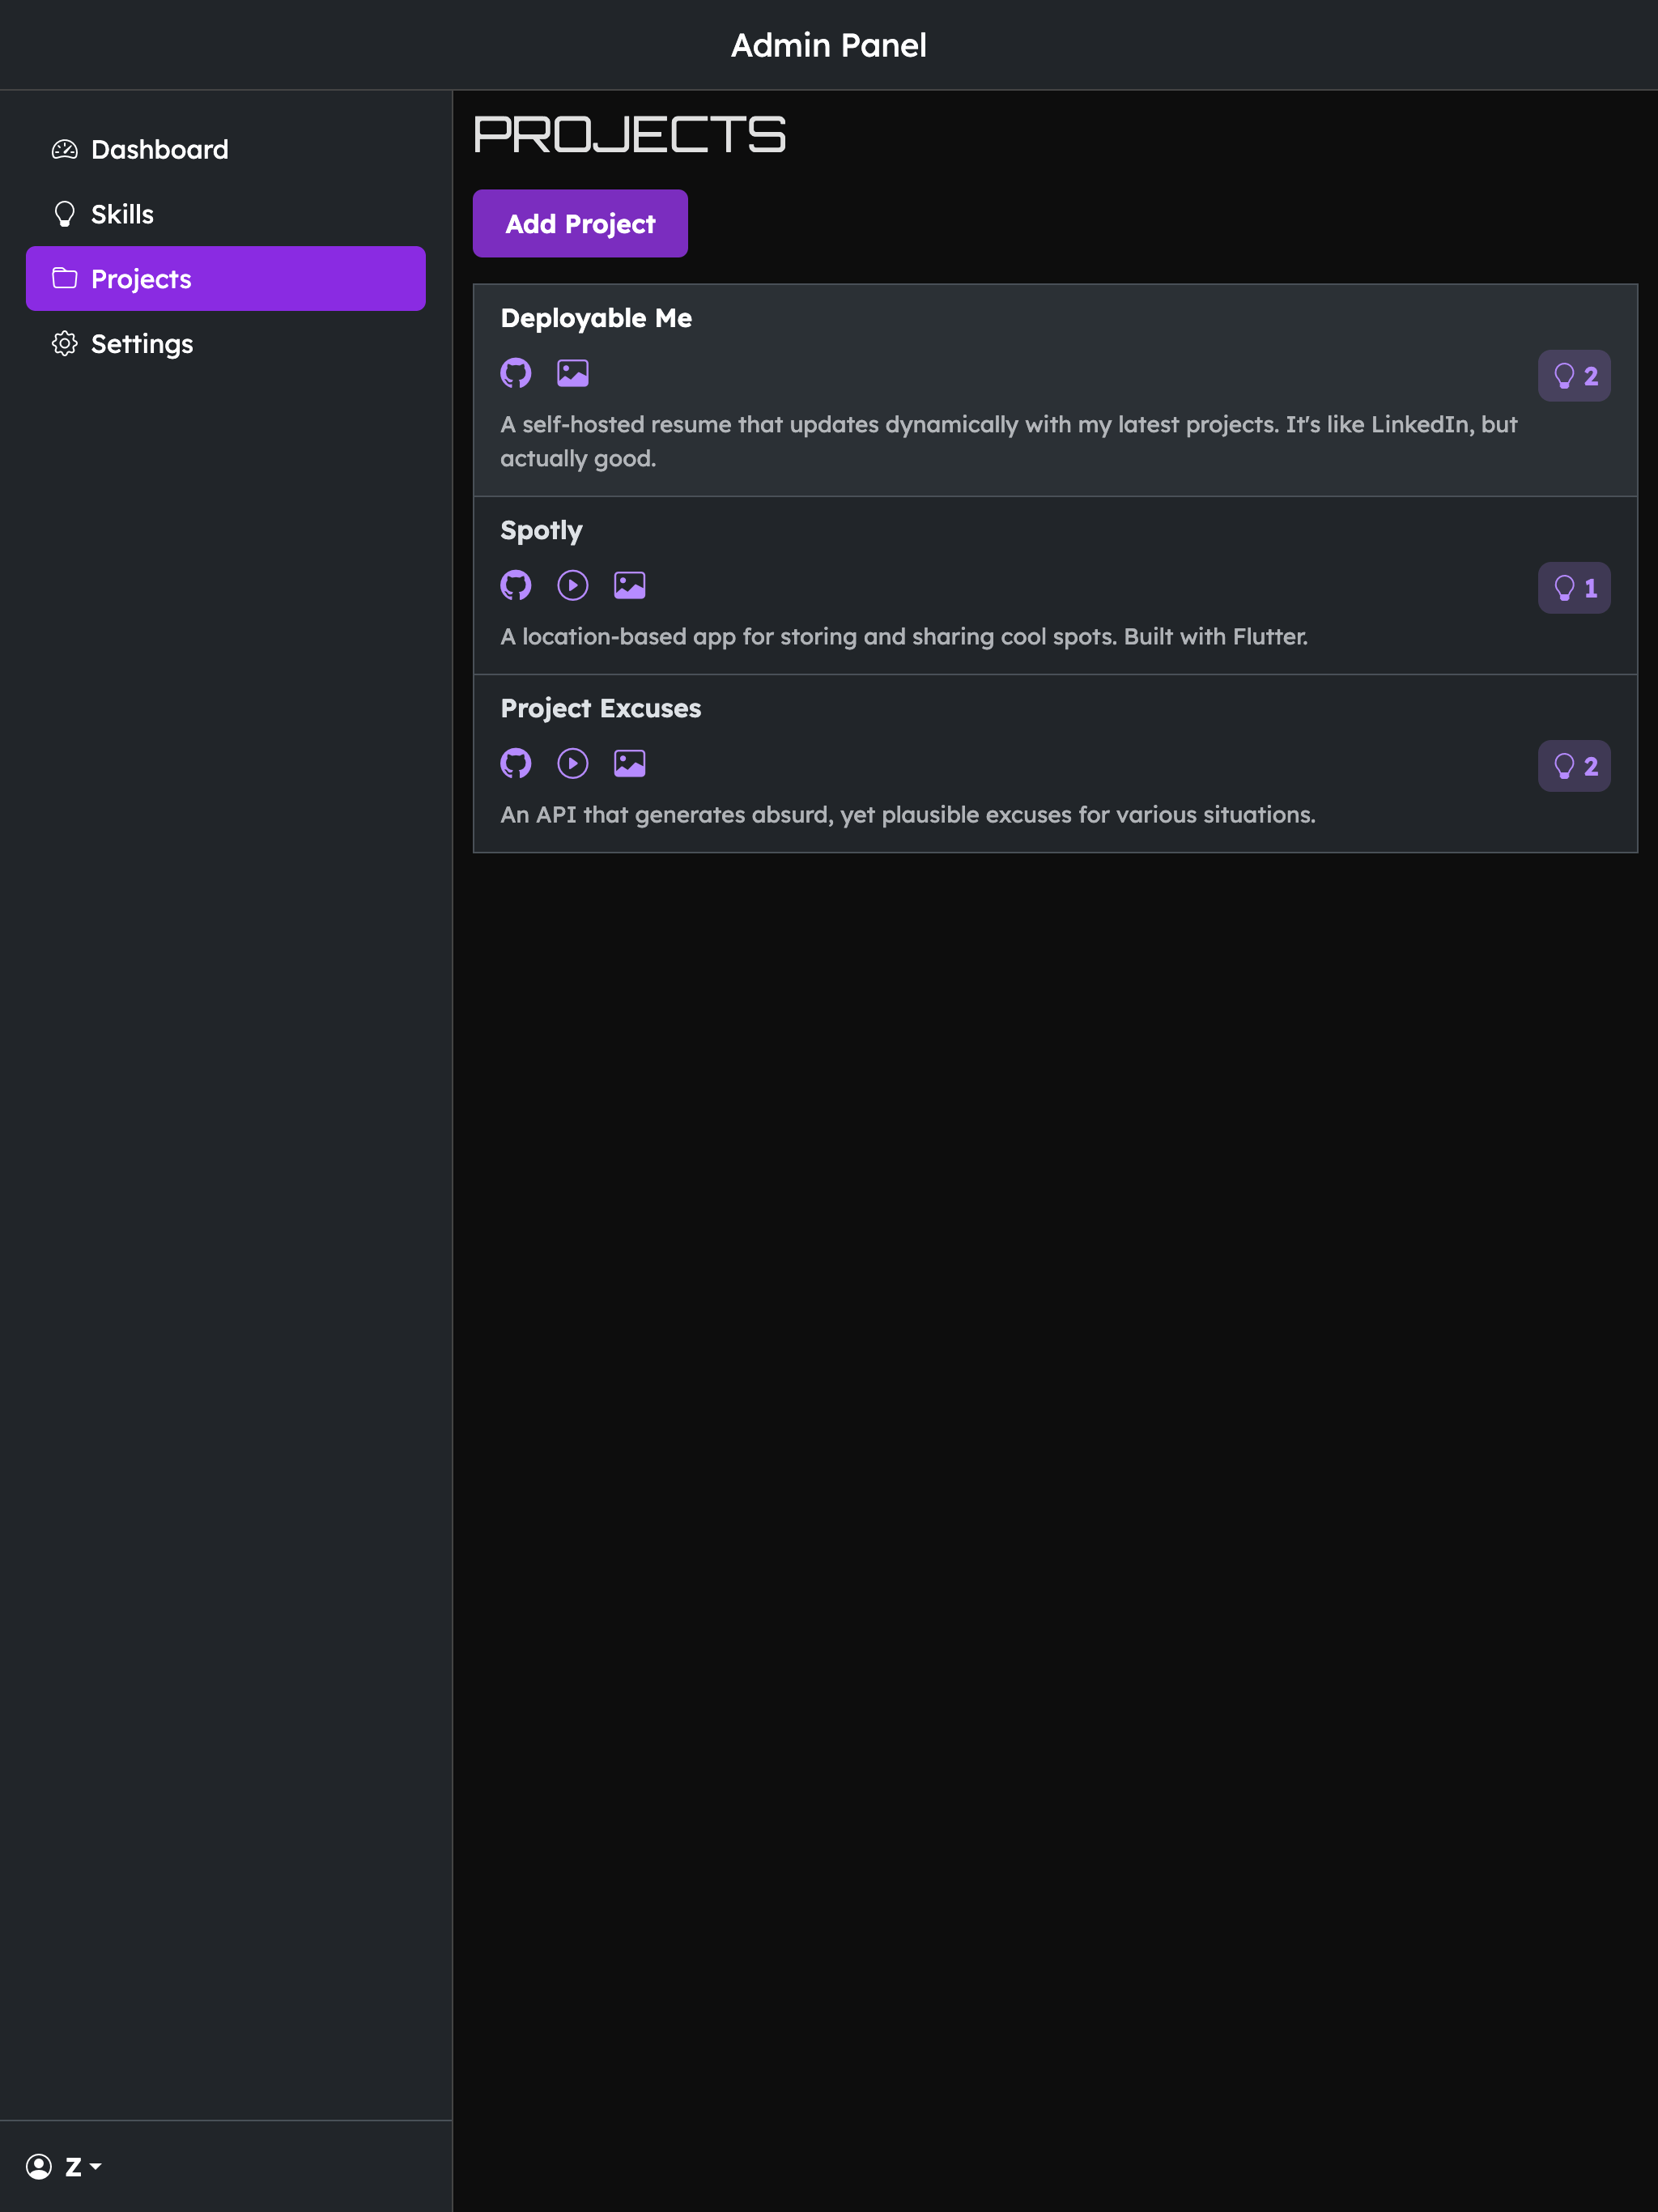 Admin Panel
Dashboard
Skills
Projects
Settings
PROJECTS
Add Project
Deployable Me
2
A self-hosted resume that updates dynamically with my latest projects. It's like LinkedIn, but
actually good.
Spotly
1
A location-based app for storing and sharing cool spots. Built with Flutter.
Project Excuses
2
An API that generates absurd, yet plausible excuses for various situations.
Z